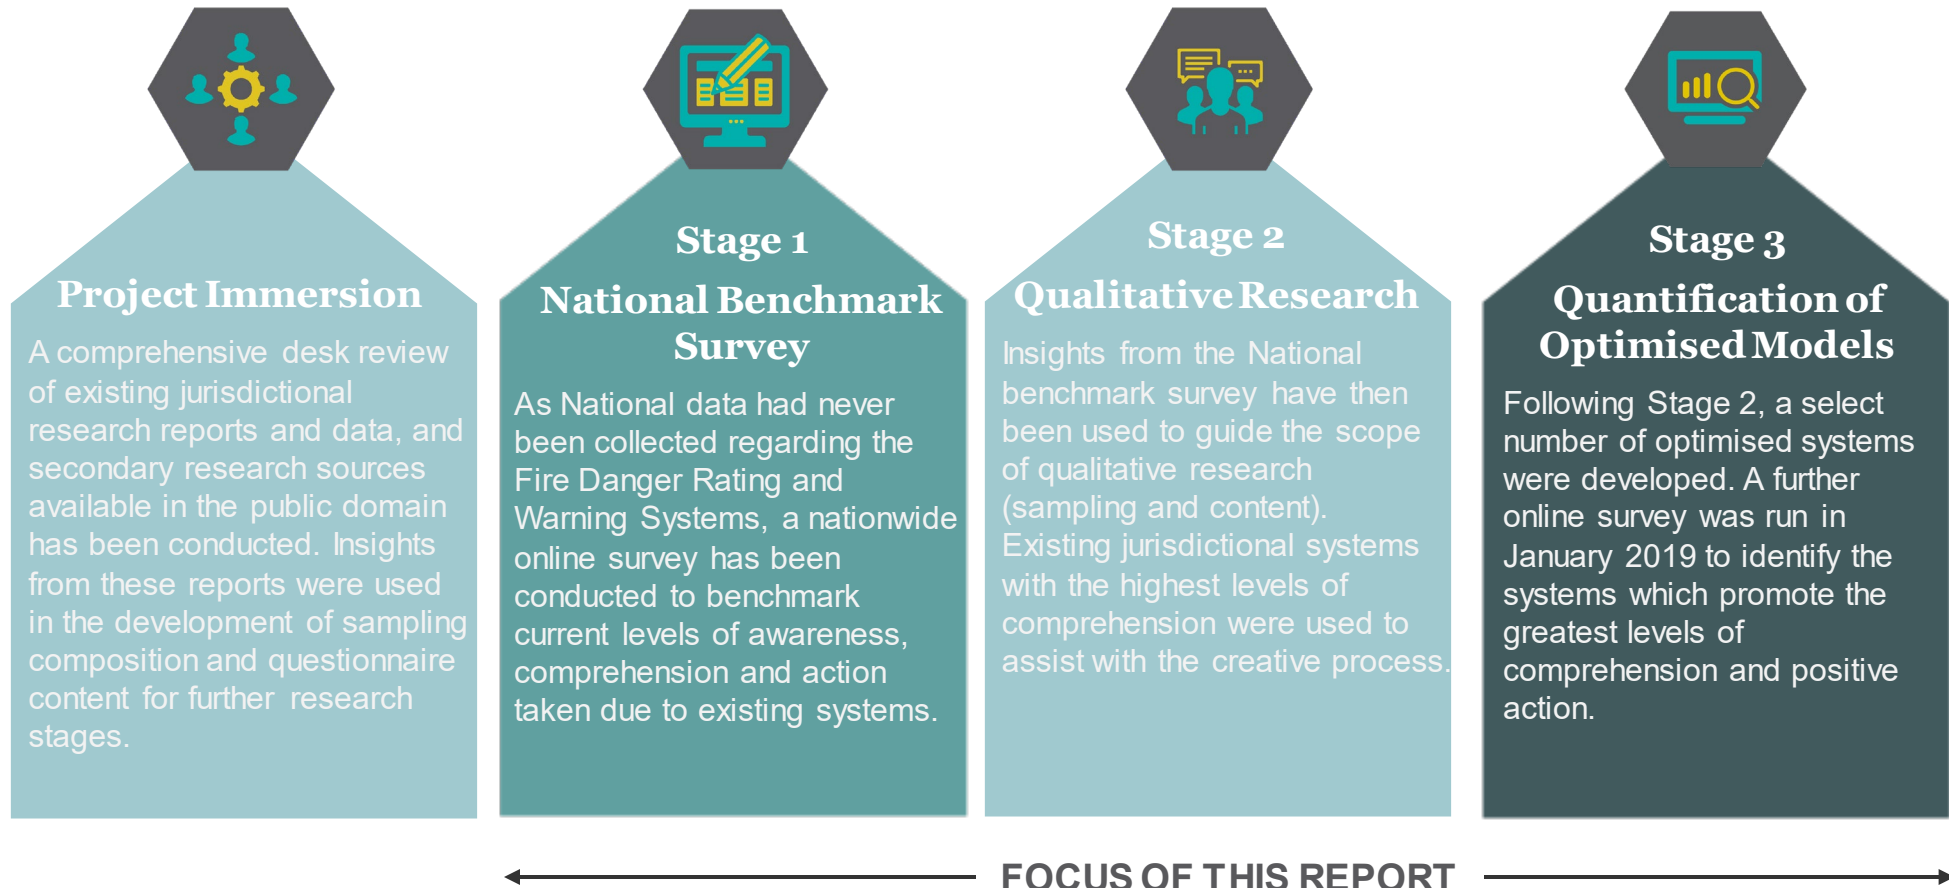 Project Immersion
A comprehensive desk review
of existing jurisdictional
research reports and data, and
secondary research sources
available in the public domain
has been conducted. Insights
from these reports were used
in the development of sampling
composition and questionnaire
content for further research
stages.
Stage 1
National Benchmark
Survey
As National data had never
been collected regarding the
Fire Danger Rating and
Warning Systems, a nationwide
online survey has been
conducted to benchmark
current levels of awareness,
comprehension and action
taken due to existing systems.
Stage 2
Qualitative Research
Insights from the National
benchmark survey have then
been used to guide the scope
of qualitative research
(sampling and content).
Existing jurisdictional systems
with the highest levels of
comprehension were used to
assist with the creative process.
Stage 3
Quantification of
Optimised Models
Following Stage 2, a select
number of optimised systems
were developed. A further
online survey was run in
January 2019 to identify the
systems which promote the
greatest levels of
comprehension and positive
action.
FOCUS OF THIS REPORT